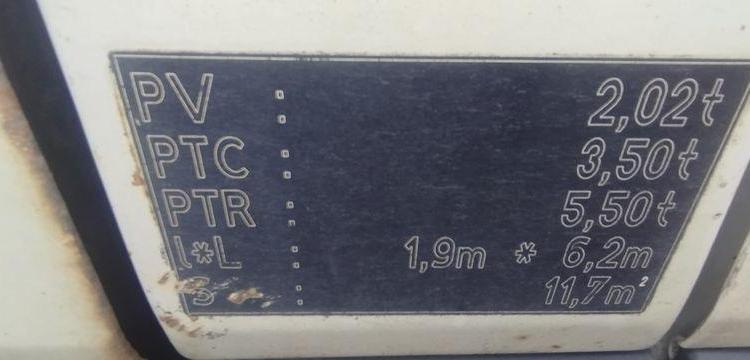 PV : 2,02t
PTC : 3,50t
PTR : 5,50t
l*L : 1,9m * 6,2m
S : 11,7m²